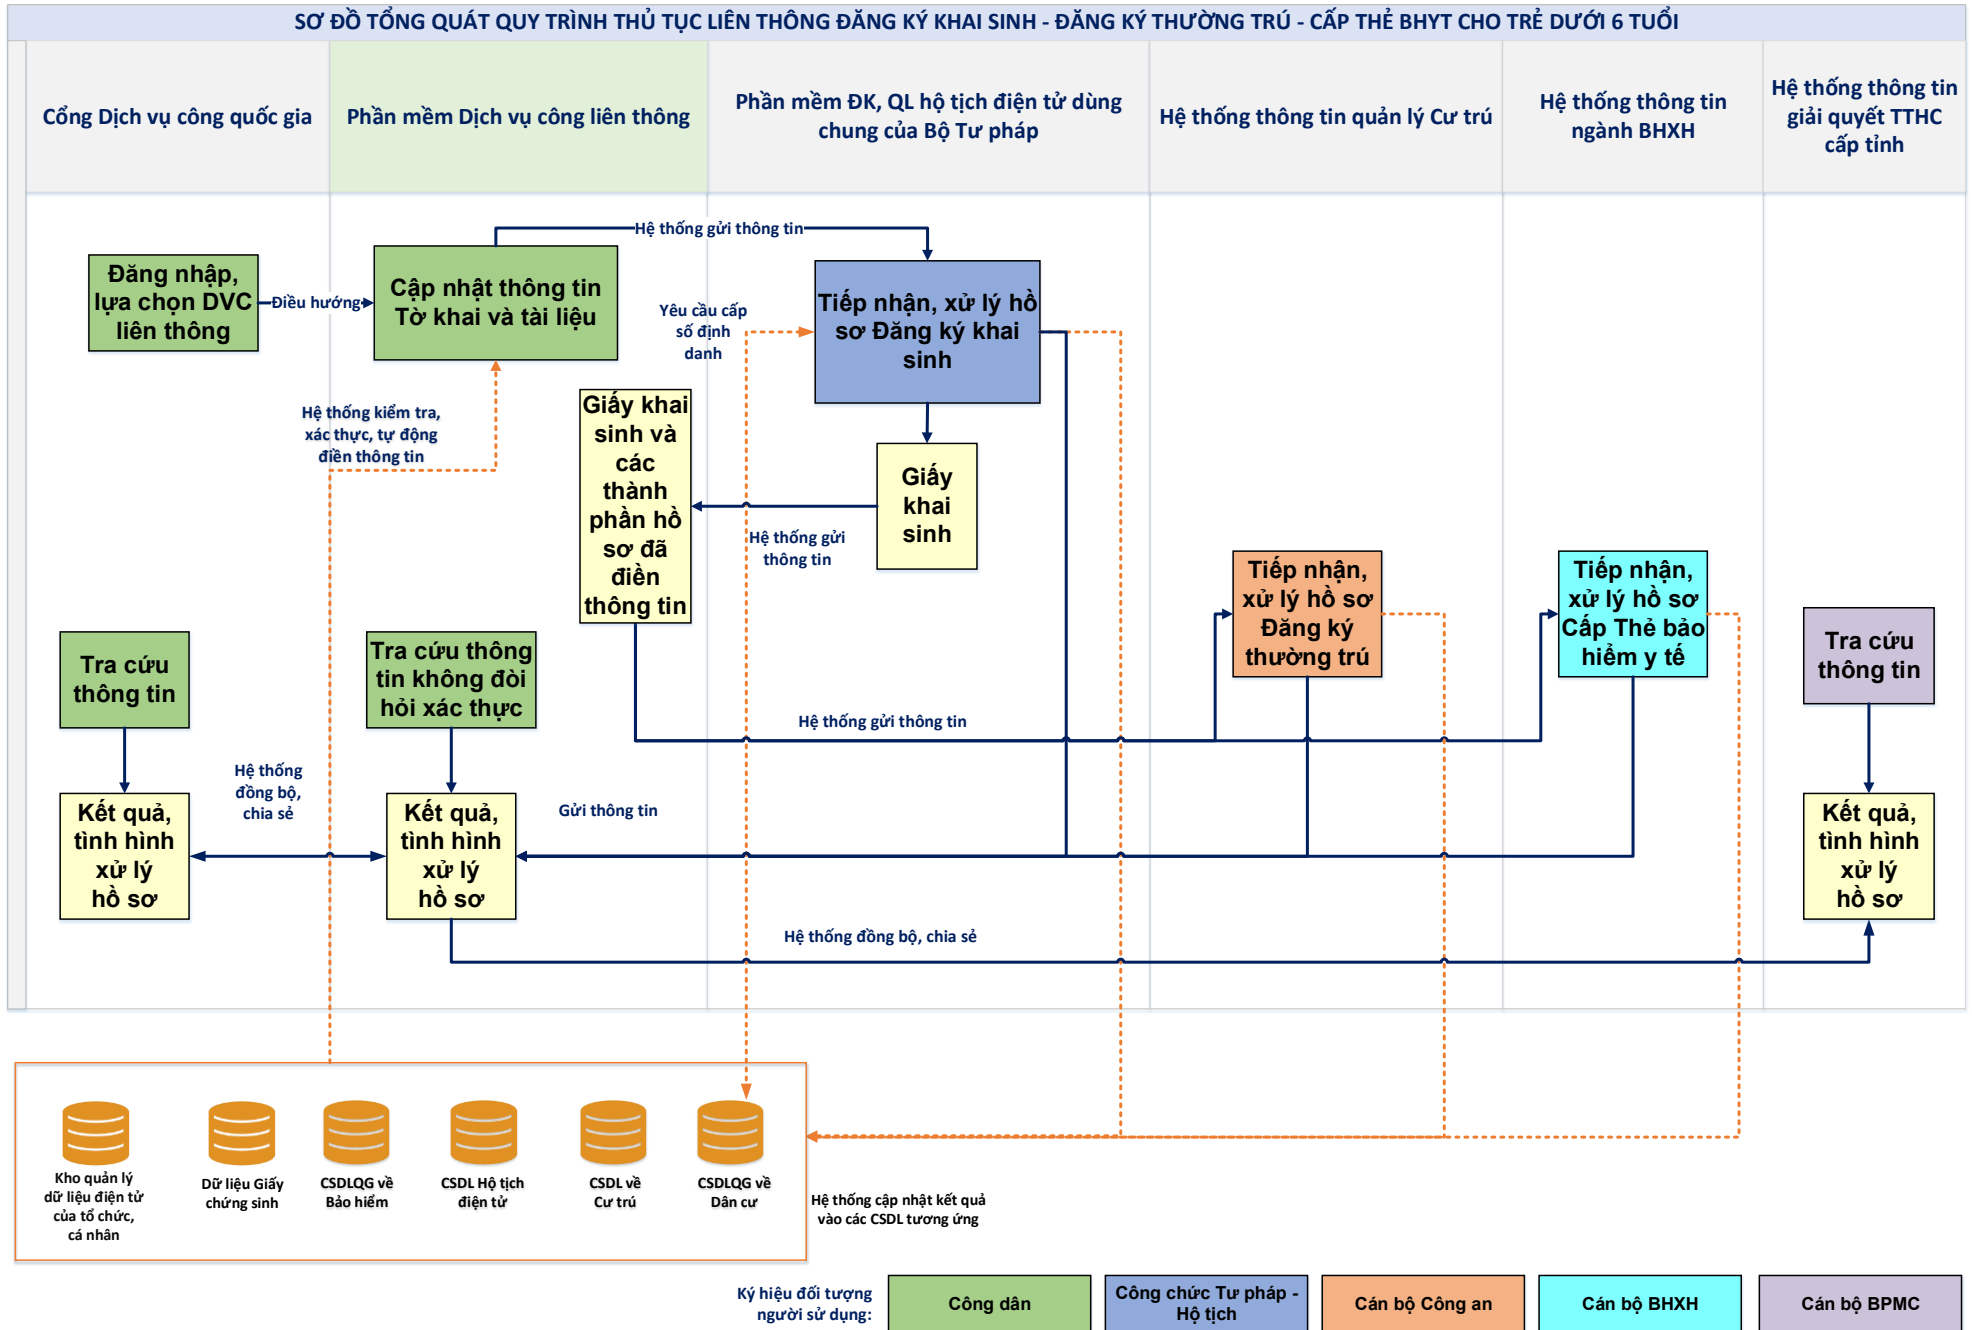 SƠ ĐỒ TỔNG QUÁT QUY TRÌNH THỦ TỤC LIÊN THÔNG ĐĂNG KÝ KHAI SINH - ĐĂNG KÝ THƯỜNG TRÚ - CẤP THẺ BHYT CHO TRẺ DƯỚI 6 TUỔI
Cổng Dịch vụ công quốc gia
Phần mềm Dịch vụ công liên thông
Phần mềm ĐK, QL hộ tịch điện tử dùng
chung của Bộ Tư pháp
Hệ thống thông tin quản lý Cư trú
Hệ thống thông tin
ngành BHXH
Hệ thống thông tin
giải quyết TTHC
cấp tỉnh
Hệ thống gửi thông tin
Đăng nhập,
lựa chọn DVC
liên thông
Điều hướng
Cập nhật thông tin
Tờ khai và tài liệu
Yêu cầu cấp
số định
danh
Tiếp nhận, xử lý hồ
sơ Đăng ký khai
sinh
Hệ thống kiểm tra,
xác thực, tự động
điền thông tin
Giấy khai
sinh và
các
thành
phần hồ
sơ đã
điền
thông tin
Giấy
khai
sinh
Hệ thống gửi
thông tin
Tiếp nhận,
xử lý hồ sơ
Đăng ký
thường trú
Tiếp nhận,
xử lý hồ sơ
Cấp Thẻ bảo
hiểm y tế
Tra cứu
thông tin
Tra cứu thông
tin không đòi
hỏi xác thực
Tra cứu
thông tin
Hệ thống gửi thông tin
Hệ thống
đồng bộ,
chia sẻ
Gửi thông tin
Kết quả,
tình hình
xử lý
hồ sơ
Kết quả,
tình hình
xử lý
hồ sơ
Kết quả,
tình hình
xử lý
hồ sơ
Hệ thống đồng bộ, chia sẻ
Kho quản lý
dữ liệu điện tử
của tổ chức,
cá nhân
Dữ liệu Giấy
chứng sinh
CSDLQG về
Bảo hiểm
CSDL Hộ tịch
điện tử
CSDL về
Cư trú
CSDLQG về
Dân cư
Hệ thống cập nhật kết quả
vào các CSDL tương ứng
Ký hiệu đối tượng
người sử dụng:
Công dân
Công chức Tư pháp -
Hộ tịch
Cán bộ Công an
Cán bộ BHXH
Cán bộ BPMC